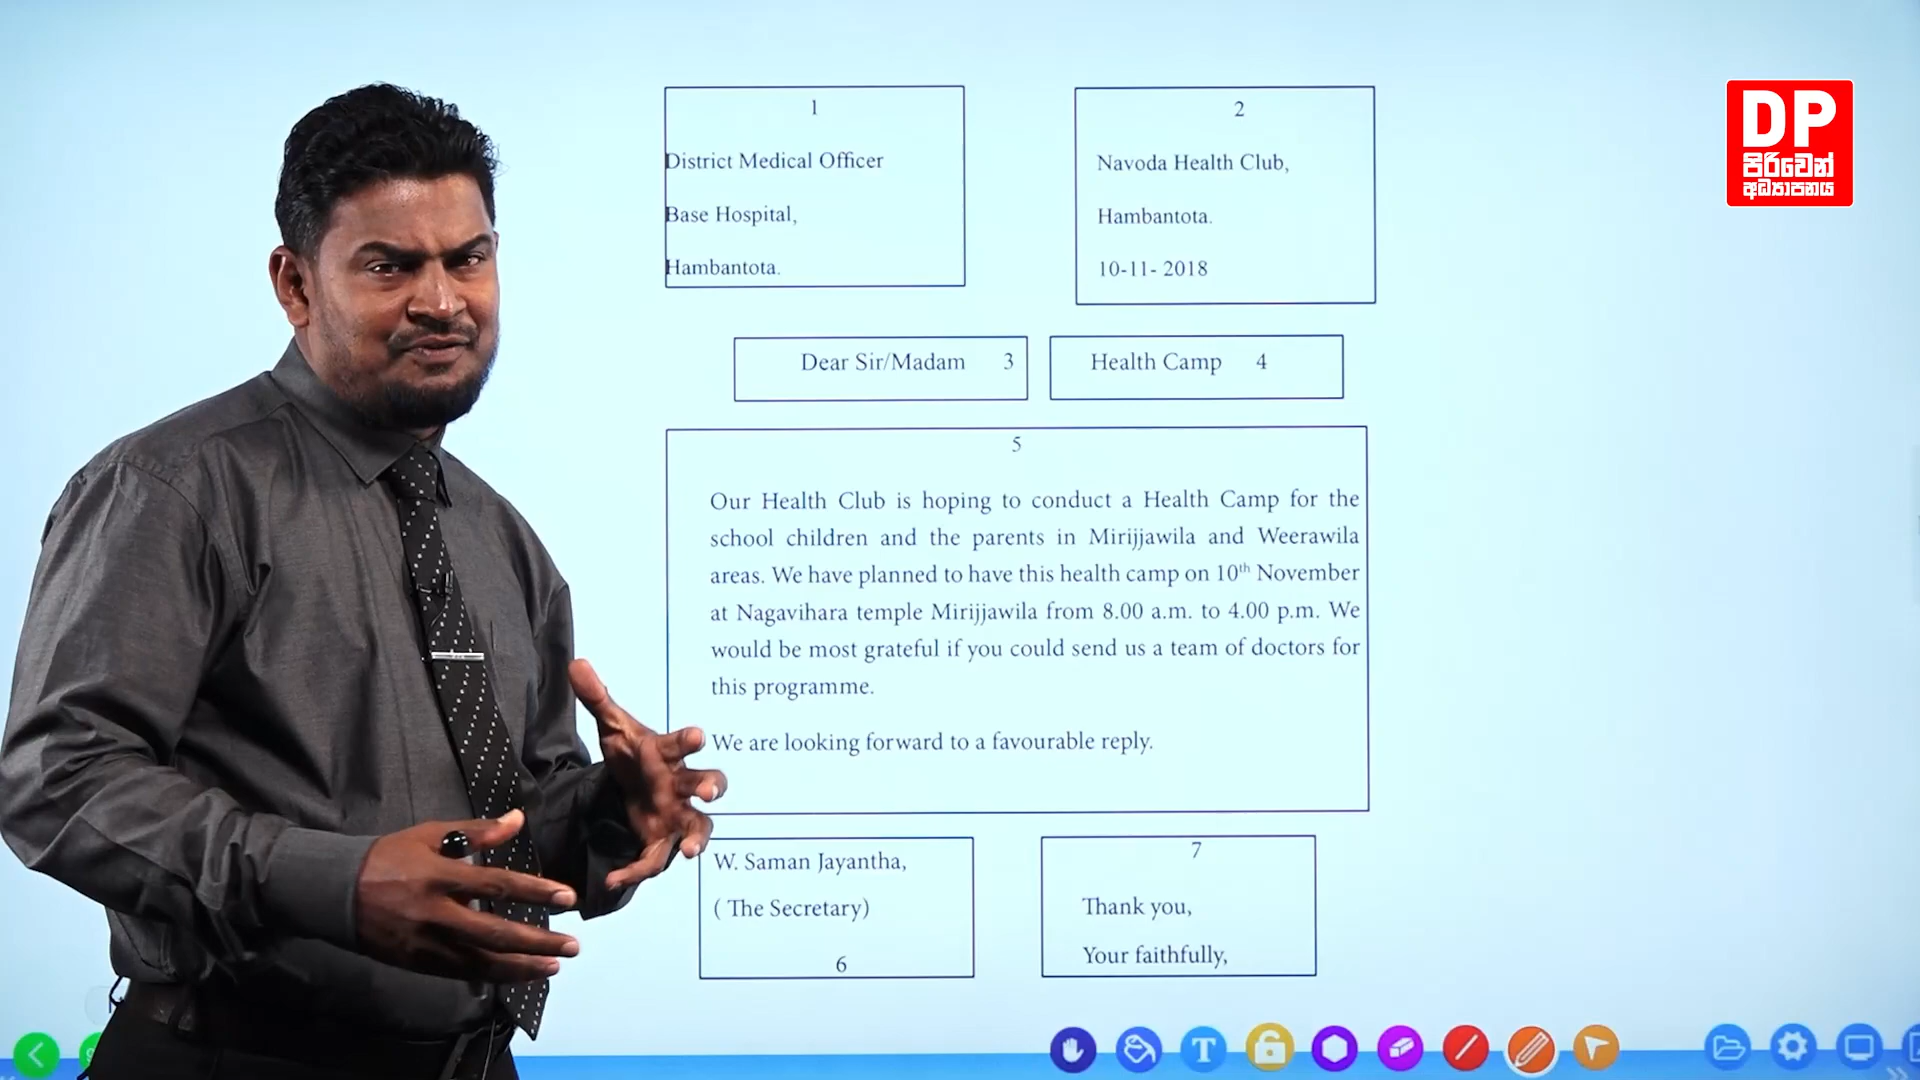 1
District Medical Officer
Base Hospital,
Hambantota.
2
Navoda Health Club,
Hambantota.
10-11- 2018
DP
පිරිවෙන්
අධ්‍යාපනය
Dear Sir/Madam 3
Health Camp 4
5
Our Health Club is hoping to conduct a Health Camp for the
school children and the parents in Mirijjawila and Weerawila
areas. We have planned to have this health camp on 10th November
at Nagavihara temple Mirijjawila from 8.00 a.m. to 4.00 p.m. We
would be most grateful if you could send us a team of doctors for
this programme.
We are looking forward to a favourable reply.
W. Saman Jayantha,
( The Secretary)
6
7
Thank you,
Your faithfully,
T